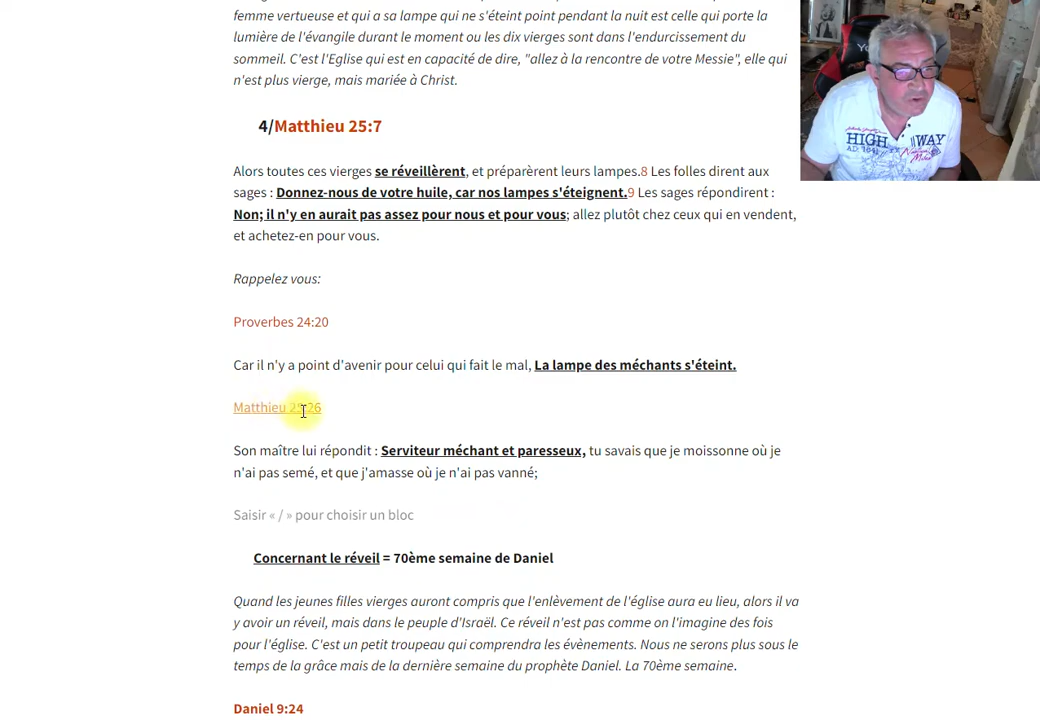 femme vertueuse et qui a sa lampe qui ne s'éteint point pendant la nuit est celle qui porte la
lumière de l'évangile durant le moment ou les dix vierges sont dans l'endurcissement du
sommeil. C'est l'Eglise qui est en capacité de dire, "allez à la rencontre de votre Messie", elle qui
n'est plus vierge, mais mariée à Christ.
4/Matthieu 25:7
Alors toutes ces vierges se réveillèrent, et préparèrent leurs lampes.8 Les folles dirent aux
sages : Donnez-nous de votre huile, car nos lampes s'éteignent.9 Les sages répondirent :
Non; il n'y en aurait pas assez pour nous et pour vous; allez plutôt chez ceux qui en vendent,
et achetez-en pour vous.
Rappelez vous:
Proverbes 24:20
Car il n'y a point d'avenir pour celui qui fait le mal, La lampe des méchants s'éteint.
Matthieu 25:26
Son maître lui répondit : Serviteur méchant et paresseux, tu savais que je moissonne où je
n'ai pas semé, et que j'amasse où je n'ai pas vanné;
Saisir « / » pour choisir un bloc
Concernant le réveil = 70ème semaine de Daniel
Quand les jeunes filles vierges auront compris que l'enlèvement de l'église aura eu lieu, alors il va
y avoir un réveil, mais dans le peuple d'Israël. Ce réveil n'est pas comme on l'imagine des fois
pour l'église. C'est un petit troupeau qui comprendra les évènements. Nous ne serons plus sous le
temps de la grâce mais de la dernière semaine du prophète Daniel. La 70ème semaine.
Daniel 9:24
HIGH WAY